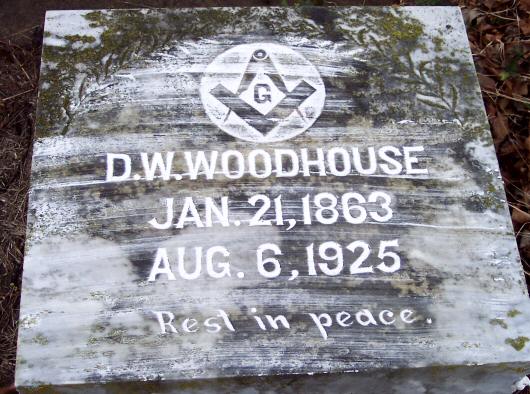 G
D.W.WOODHOUSE
JAN. 21, 1863
AUG. 6, 1925
Rest in peace.